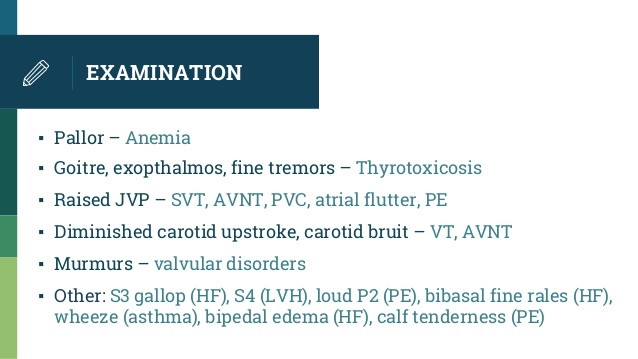 EXAMINATION
▪ Pallor – Anemia
▪ Goitre, exopthalmos, fine tremors – Thyrotoxicosis
▪ Raised JVP – SVT, AVNT, PVC, atrial flutter, PE
▪ Diminished carotid upstroke, carotid bruit – VT, AVNT
▪ Murmurs – valvular disorders
▪ Other: S3 gallop (HF), S4 (LVH), loud P2 (PE), bibasal fine rales (HF),
wheeze (asthma), bipedal edema (HF), calf tenderness (PE)